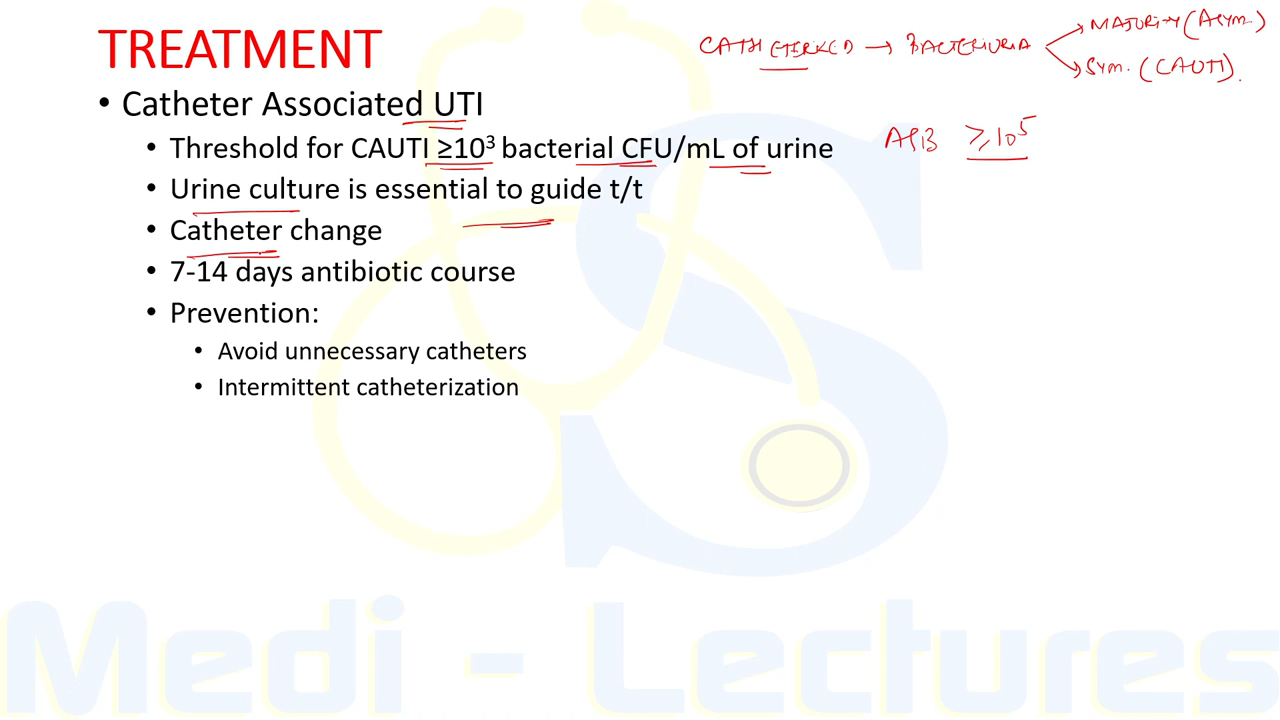 TREATMENT
CATHETERIZED → BACTERIURIA
MAJORITY (ASYM.)
SYM. (CAUTI).
• Catheter Associated UTI
• Threshold for CAUTI ≥10³ bacterial CFU/mL of urine
ASB ≥10⁵
• Urine culture is essential to guide t/t
• Catheter change
• 7-14 days antibiotic course
• Prevention:
• Avoid unnecessary catheters
• Intermittent catheterization
Medi - Lectures